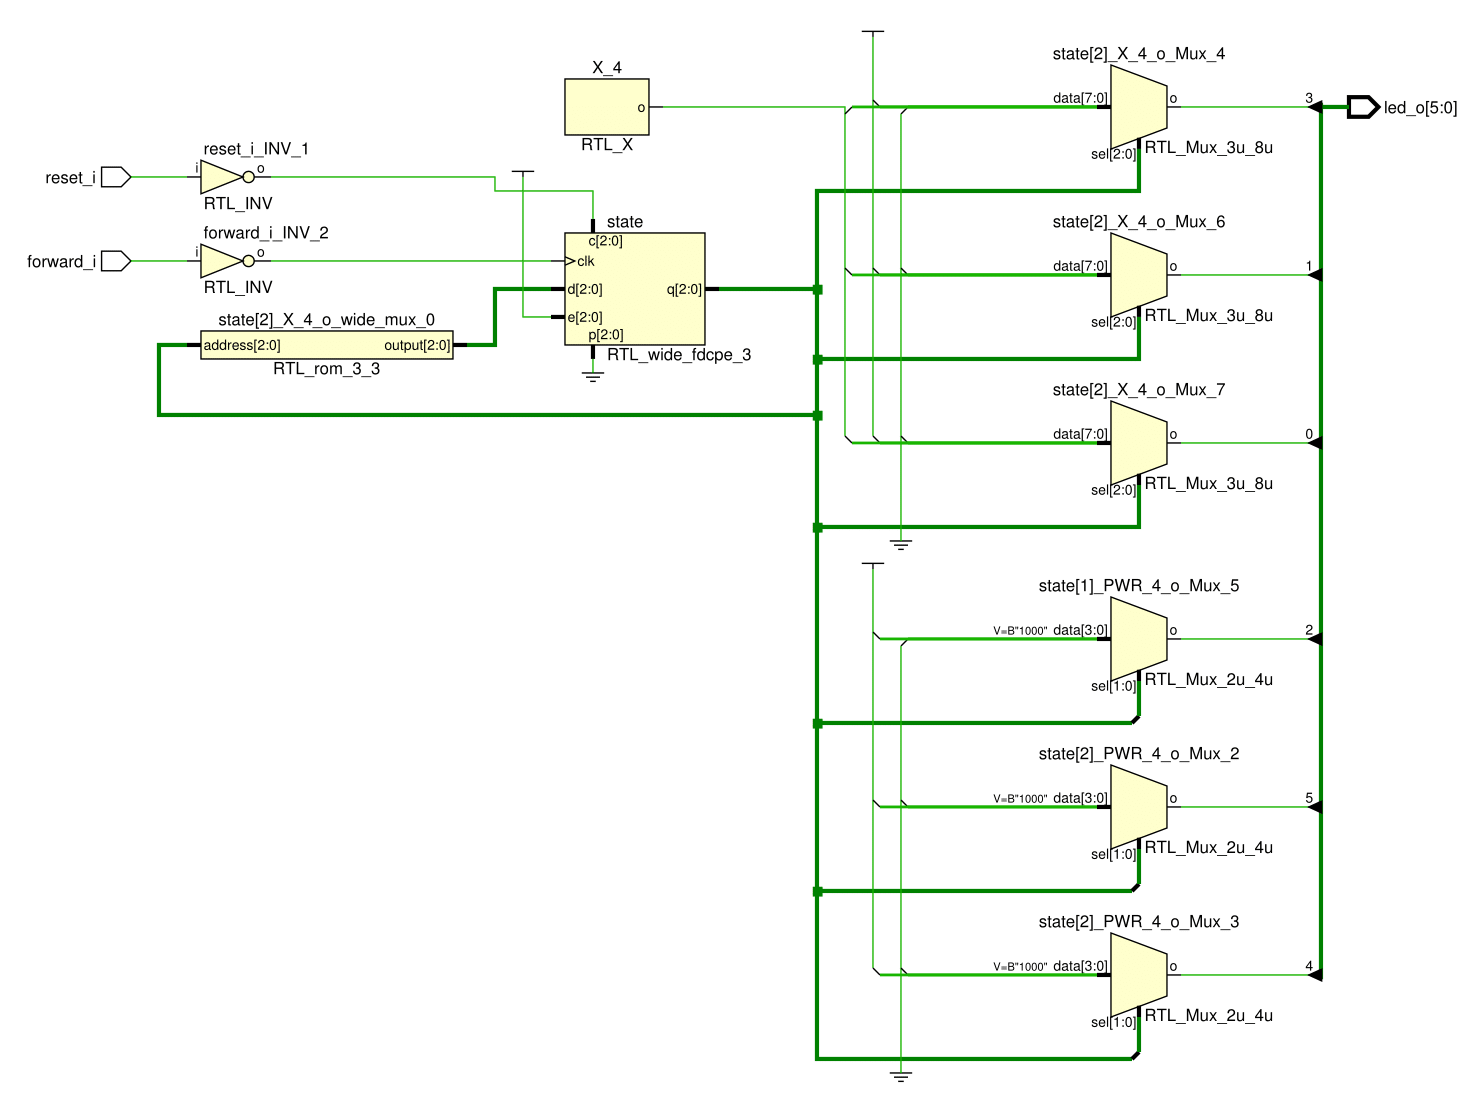 X_4
o
RTL_X
reset_i
reset_i_INV_1
i
o
RTL_INV
forward_i
forward_i_INV_2
i
o
RTL_INV
state[2]_X_4_o_wide_mux_0
address[2:0]
output[2:0]
RTL_rom_3_3
state
c[2:0]
clk
d[2:0]
e[2:0]
p[2:0]
q[2:0]
RTL_wide_fdcpe_3
state[2]_X_4_o_Mux_4
data[7:0]
o
sel[2:0]
RTL_Mux_3u_8u
3
led_o[5:0]
state[2]_X_4_o_Mux_6
data[7:0]
o
sel[2:0]
RTL_Mux_3u_8u
1
state[2]_X_4_o_Mux_7
data[7:0]
o
sel[2:0]
RTL_Mux_3u_8u
0
state[1]_PWR_4_o_Mux_5
V=B"1000" data[3:0]
o
sel[1:0]
RTL_Mux_2u_4u
2
state[2]_PWR_4_o_Mux_2
V=B"1000" data[3:0]
o
sel[1:0]
RTL_Mux_2u_4u
5
state[2]_PWR_4_o_Mux_3
V=B"1000" data[3:0]
o
sel[1:0]
RTL_Mux_2u_4u
4